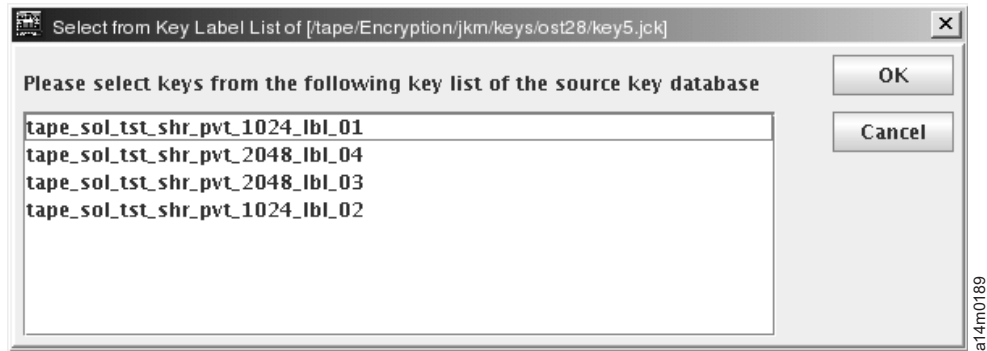 Select from Key Label List of [/tape/Encryption/jkm/keys/ost28/key5.jck]
Please select keys from the following key list of the source key database
OK
Cancel
tape_sol_tst_shr_pvt_1024_lbl_01
tape_sol_tst_shr_pvt_2048_lbl_04
tape_sol_tst_shr_pvt_2048_lbl_03
tape_sol_tst_shr_pvt_1024_lbl_02
a14m0189